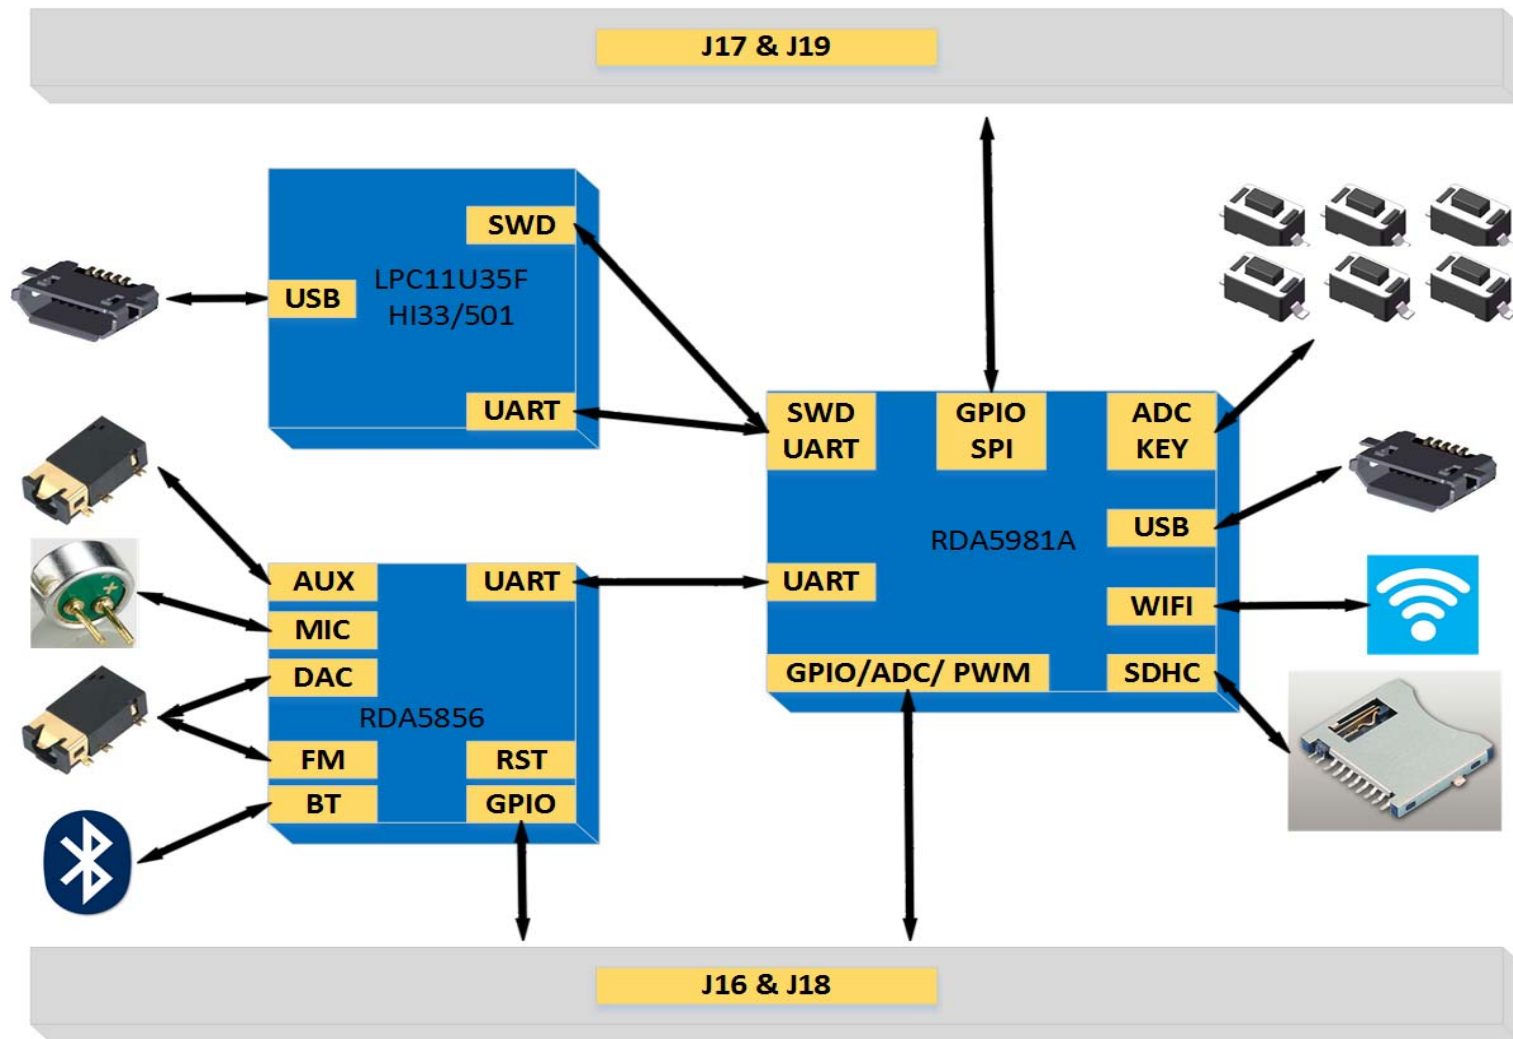 J17 & J19
SWD
LPC11U35F
HI33/501
USB
UART
SWD
UART
GPIO
SPI
ADC
KEY
USB
RDA5981A
UART
WIFI
GPIO/ADC/ PWM
SDHC
AUX
UART
MIC
DAC
RDA5856
FM
RST
BT
GPIO
J16 & J18